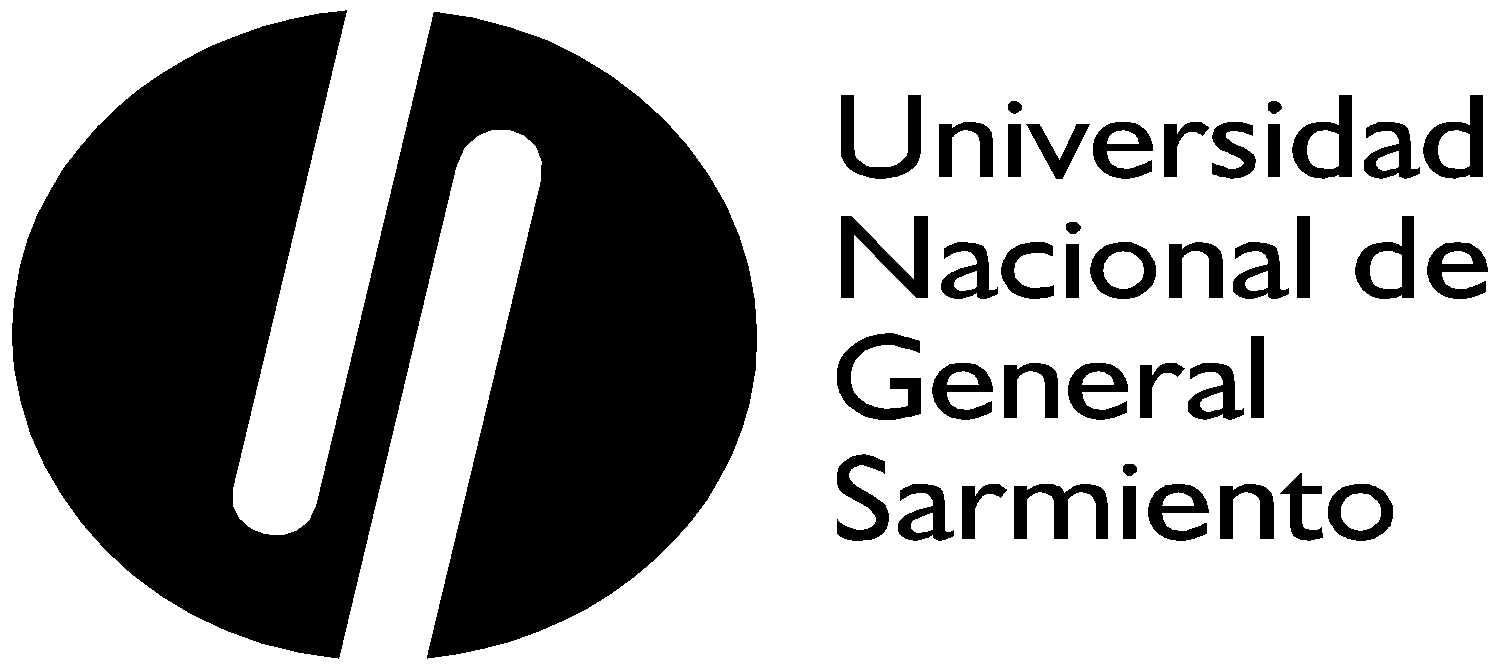 Universidad
Nacional de
General
Sarmiento